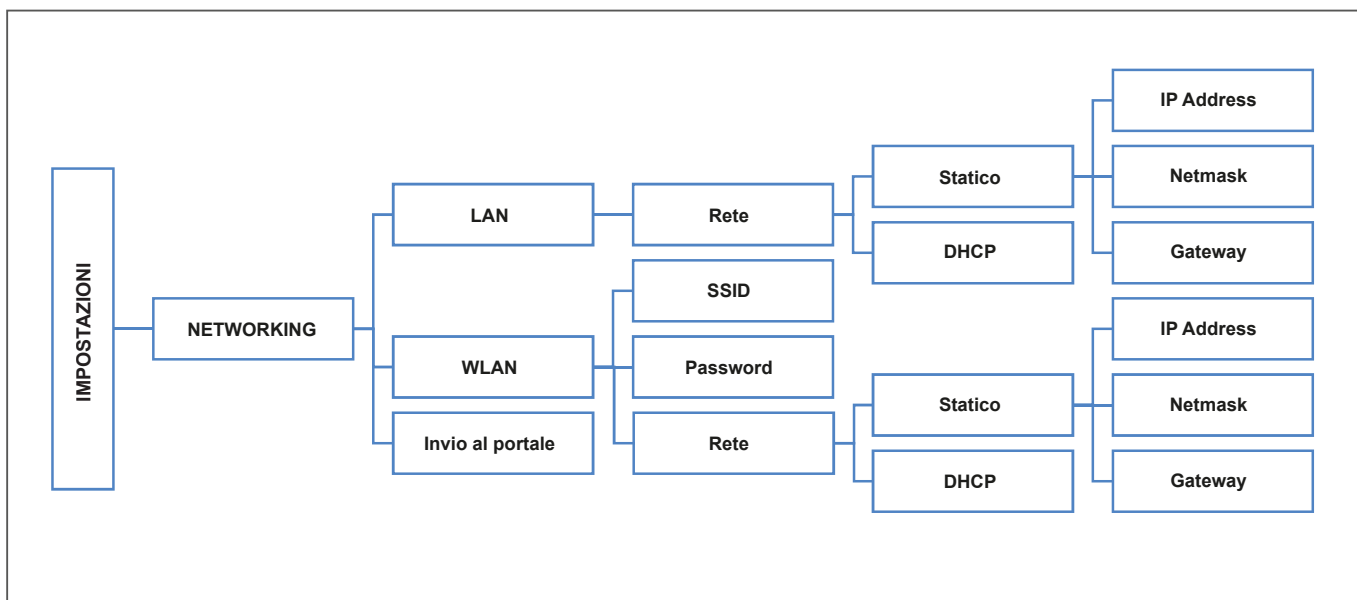 IMPOSTAZIONI
NETWORKING
LAN
Rete
Statico
IP Address
Netmask
Gateway
DHCP
WLAN
SSID
Password
Rete
Statico
IP Address
Netmask
Gateway
DHCP
Invio al portale